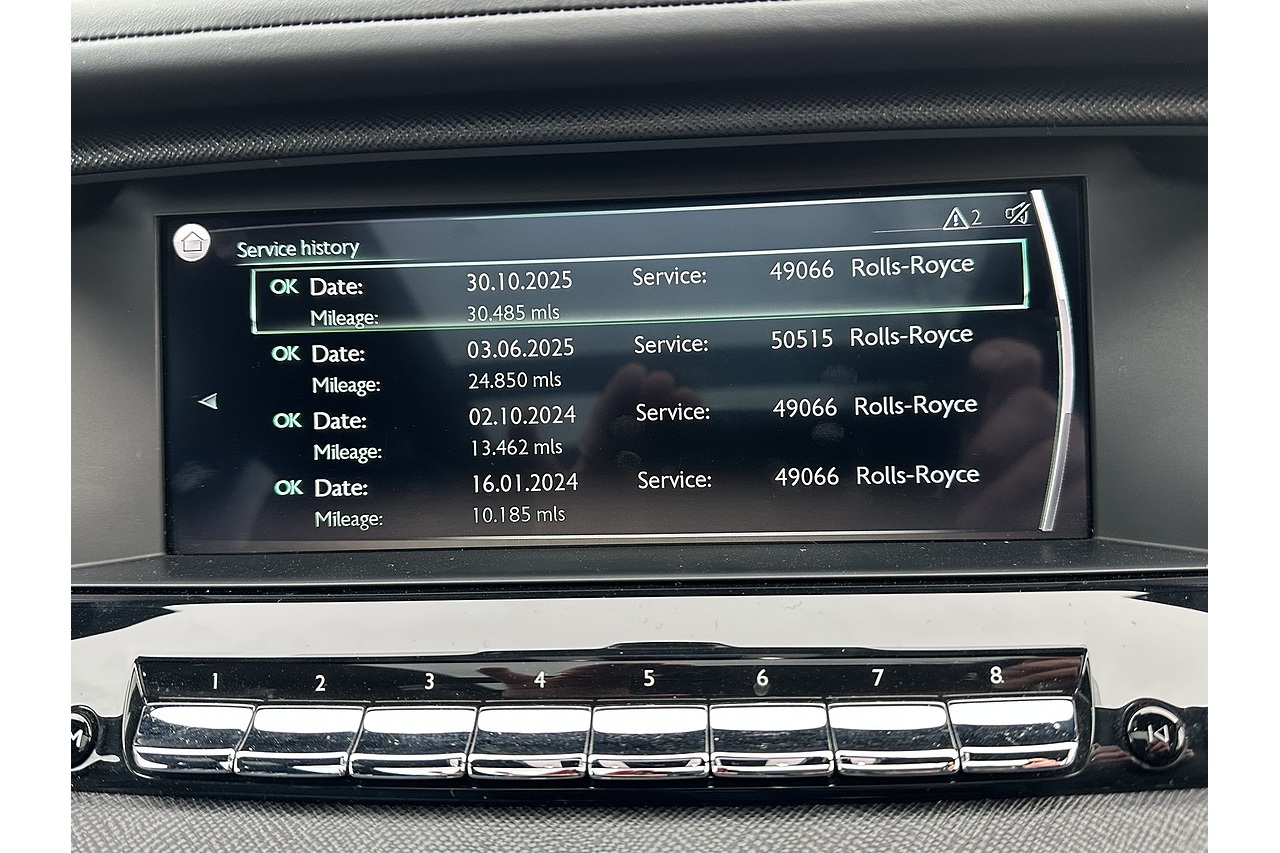 2
Service history
OK Date: 30.10.2025 Service: 49066 Rolls-Royce
Mileage: 30.485 mls
OK Date: 03.06.2025 Service: 50515 Rolls-Royce
Mileage: 24.850 mls
OK Date: 02.10.2024 Service: 49066 Rolls-Royce
Mileage: 13.462 mls
OK Date: 16.01.2024 Service: 49066 Rolls-Royce
Mileage: 10.185 mls
1 2 3 4 5 6 7 8
M